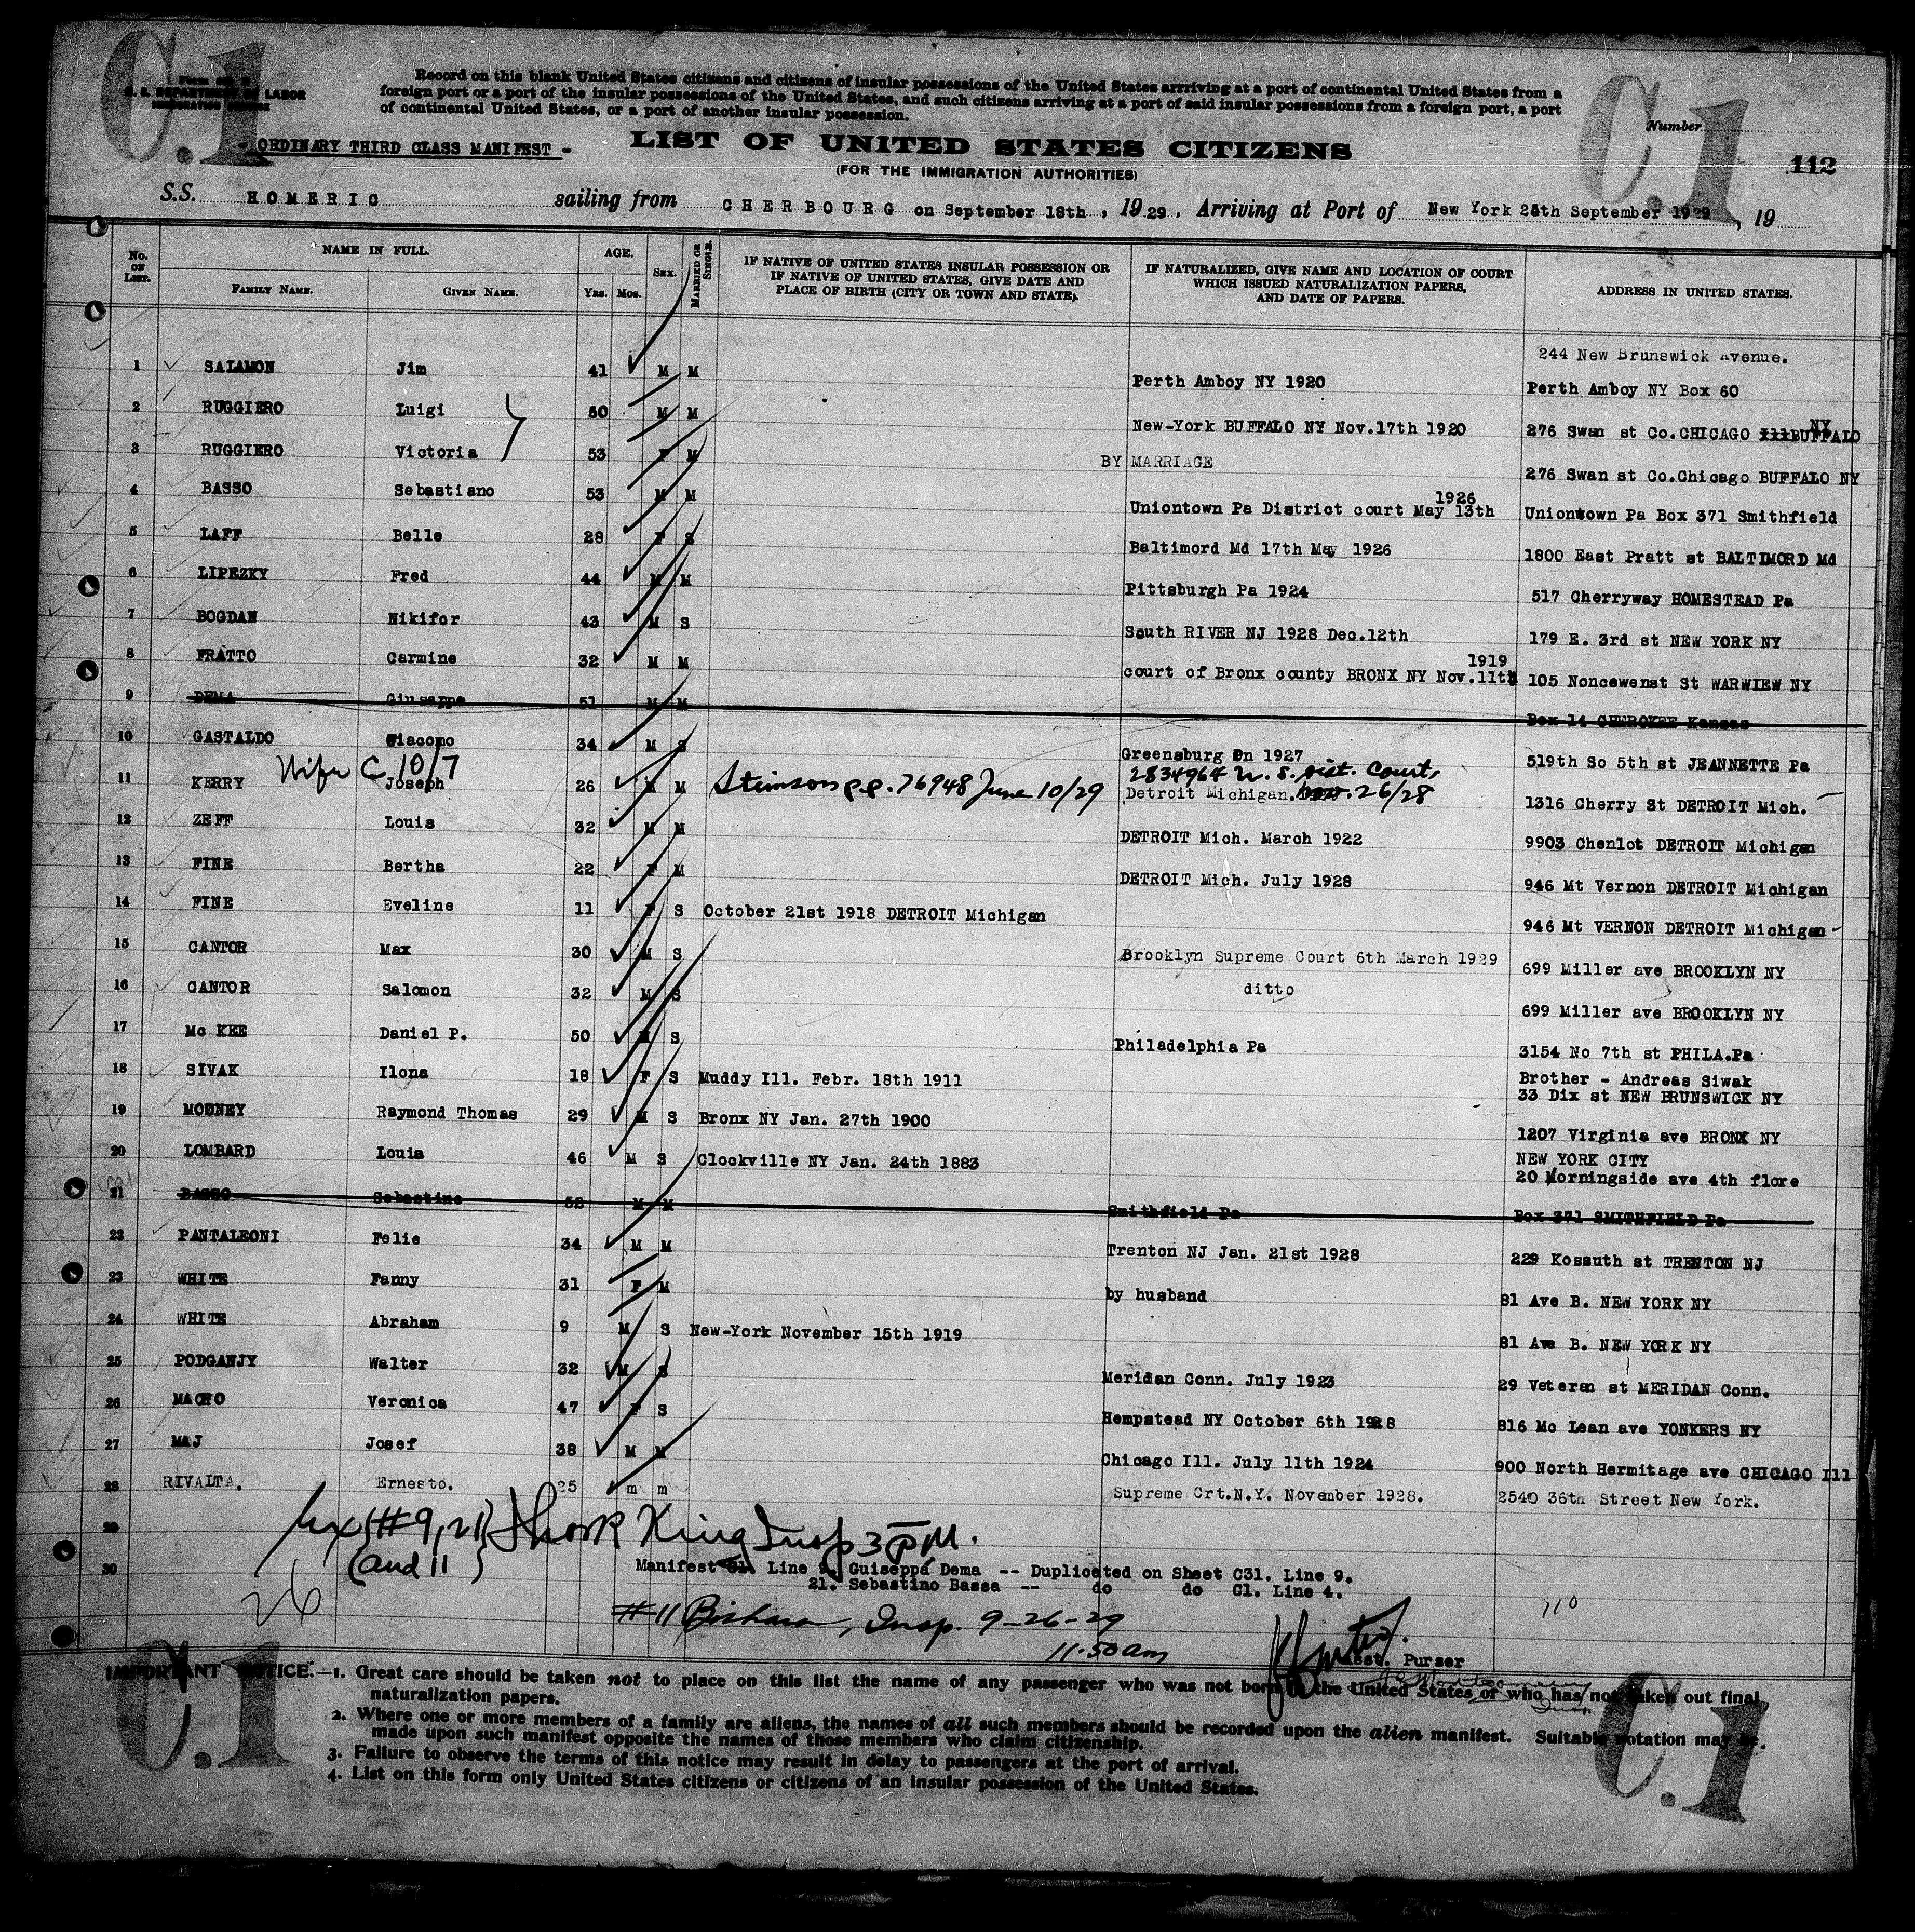 C.1
C.1
U. S. DEPARTMENT OF LABOR
IMMIGRATION SERVICE
Record on this blank United States citizens and citizens of insular possessions of the United States arrriving at a port of continental United States from a
foreign port or a port of the insular possessions of the United States, and such citizens arriving at a port of said insular possessions from a foreign port, a port
of continental United States, or a port of another insular possession.
Number
- ORDINARY THIRD CLASS MANIFEST -
LIST OF UNITED STATES CITIZENS
112
(FOR THE IMMIGRATION AUTHORITIES)
S.S. HOMERIC sailing from CHERBOURG on September 18th, 1929, Arriving at Port of New York 25th September 1929, 19
No. on List. NAME IN FULL. FAMILY NAME. GIVEN NAME. AGE. Yrs. Mos. Sex. Married or Single. IF NATIVE OF UNITED STATES INSULAR POSSESSION OR IF NATIVE OF UNITED STATES, GIVE DATE AND PLACE OF BIRTH (CITY OR TOWN AND STATE). IF NATURALIZED, GIVE NAME AND LOCATION OF COURT WHICH ISSUED NATURALIZATION PAPERS, AND DATE OF PAPERS. ADDRESS IN UNITED STATES.
1 SALAMON Jim 41 M M Perth Amboy NY 1920 244 New Brunswick Avenue. Perth Amboy NY Box 60
2 RUGGIERO Luigi 50 M M New-York BUFFALO NY Nov.17th 1920 276 Swan st Co.CHICAGO Ill BUFFALO NY
3 RUGGIERO Victoria 53 F M BY MARRIAGE 276 Swan st Co.Chicago BUFFALO NY
4 BASSO Sebastiano 53 M M Uniontown Pa District court May 13th 1926 Uniontown Pa Box 371 Smithfield
5 LAFF Belle 28 F S Baltimord Md 17th May 1926 1800 East Pratt st BALTIMORD Md
6 LIPEZKY Fred 44 M M Pittsburgh Pa 1924 517 Cherryway HOMESTEAD Pa
7 BOGDAN Nikifor 43 M S South RIVER NJ 1928 Dec.12th 179 E. 3rd st NEW YORK NY
8 FRATTO Carmine 32 M M court of Bronx county BRONX NY Nov.11th 1919 105 Noncewenst St WARWIEW NY
9 DEMA Giuseppe 51 M M Box 14 CHEROKEE Kansas
10 GASTALDO Giacomo 34 M S Greensburg On 1927 519th So 5th st JEANNETTE Pa
Wife C 10/7
11 KERRY Joseph 26 M M Stimson p.p. 76948 June 10/29 2834964 U. S. Dist. Court, Detroit Michigan. Nov. 26/28 1316 Cherry St DETROIT Mich.
12 ZEFF Louis 32 M M DETROIT Mich. March 1922 9903 Chenlot DETROIT Michigan
13 FINE Bertha 22 F M DETROIT Mich. July 1928 946 Mt Vernon DETROIT Michigan
14 FINE Eveline 11 F S October 21st 1918 DETROIT Michigan 946 Mt VERNON DETROIT Michigan
15 CANTOR Max 30 M S Brooklyn Supreme Court 6th March 1929 699 Miller ave BROOKLYN NY
16 CANTOR Salomon 32 M S ditto 699 Miller ave BROOKLYN NY
17 Mc KEE Daniel P. 50 M S Philadelphia Pa 3154 No 7th st PHILA.Pa
18 SIVAK Ilona 18 F S Muddy Ill. Febr. 18th 1911 Brother - Andreas Siwak 33 Dix st NEW BRUNSWICK NY
19 MOONEY Raymond Thomas 29 M S Bronx NY Jan. 27th 1900 1207 Virginia ave BRONX NY
20 LOMBARD Louis 46 M S Clockville NY Jan. 24th 1883 NEW YORK CITY 20 Morningside ave 4th flore
21 BASSO Sebastino 52 M M Smithfield Pa Box 371 SMITHFIELD Pa
22 PANTALEONI Felie 34 M M Trenton NJ Jan. 21st 1928 229 Kossuth st TRENTON NJ
23 WHITE Fanny 31 F M by husband 81 Ave B. NEW YORK NY
24 WHITE Abraham 9 M S New-York November 15th 1919 81 Ave B. NEW YORK NY
25 PODGANJY Walter 32 M S Meridan Conn. July 1923 29 Veteran st MERIDAN Conn.
26 MACHO Veronica 47 F S Hempstead NY October 6th 1928 816 Mc Lean ave YONKERS NY
27 MAJ Josef 38 M M Chicago Ill. July 11th 1924 900 North Hermitage ave CHICAGO Ill
28 RIVALTA. Ernesto. 25 m m Supreme Crt.N.Y. November 1928. 2540 36th Street New York.
29 (#9,21) King Insp 3 PM.
(and 11)
30 Manifest C1. Line 9. Guiseppa Dema -- Duplicated on Sheet C31. Line 9.
21. Sebastino Bassa -- do do C1. Line 4.
26
110
#11 Bishara, Insp. 9-26-29
11.50 am
Asst. Purser
IMPORTANT NOTICE.—1. Great care should be taken not to place on this list the name of any passenger who was not born in the United States or who has not taken out final
naturalization papers.
2. Where one or more members of a family are aliens, the names of all such members should be recorded upon the alien manifest. Suitable notation may be
made upon such manifest opposite the names of those members who claim citizenship.
3. Failure to observe the terms of this notice may result in delay to passengers at the port of arrival.
4. List on this form only United States citizens or citizens of an insular possession of the United States.
C.1
C.1